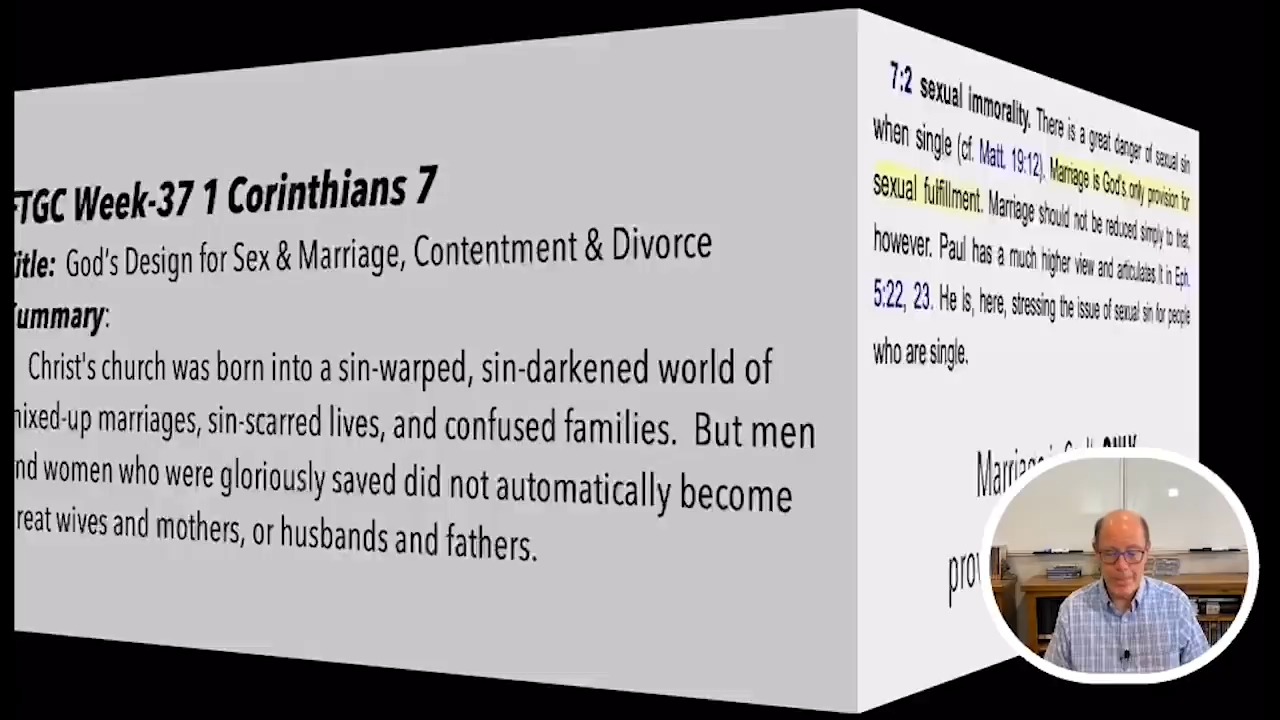 TGC Week-37 1 Corinthians 7
itle: God's Design for Sex & Marriage, Contentment & Divorce
ummary:
Christ's church was born into a sin-warped, sin-darkened world of
ixed-up marriages, sin-scarred lives, and confused families. But men
nd women who were gloriously saved did not automatically become
reat wives and mothers, or husbands and fathers.
7:2 sexual immorality. There is a great danger of sexual sin
when single (cf. Matt. 19:12). Marriage is God's only provision for
sexual fulfillment. Marriage should not be reduced simply to that,
however. Paul has a much higher view and articulates it in Eph.
5:22, 23. He is, here, stressing the issue of sexual sin for people
who are single.